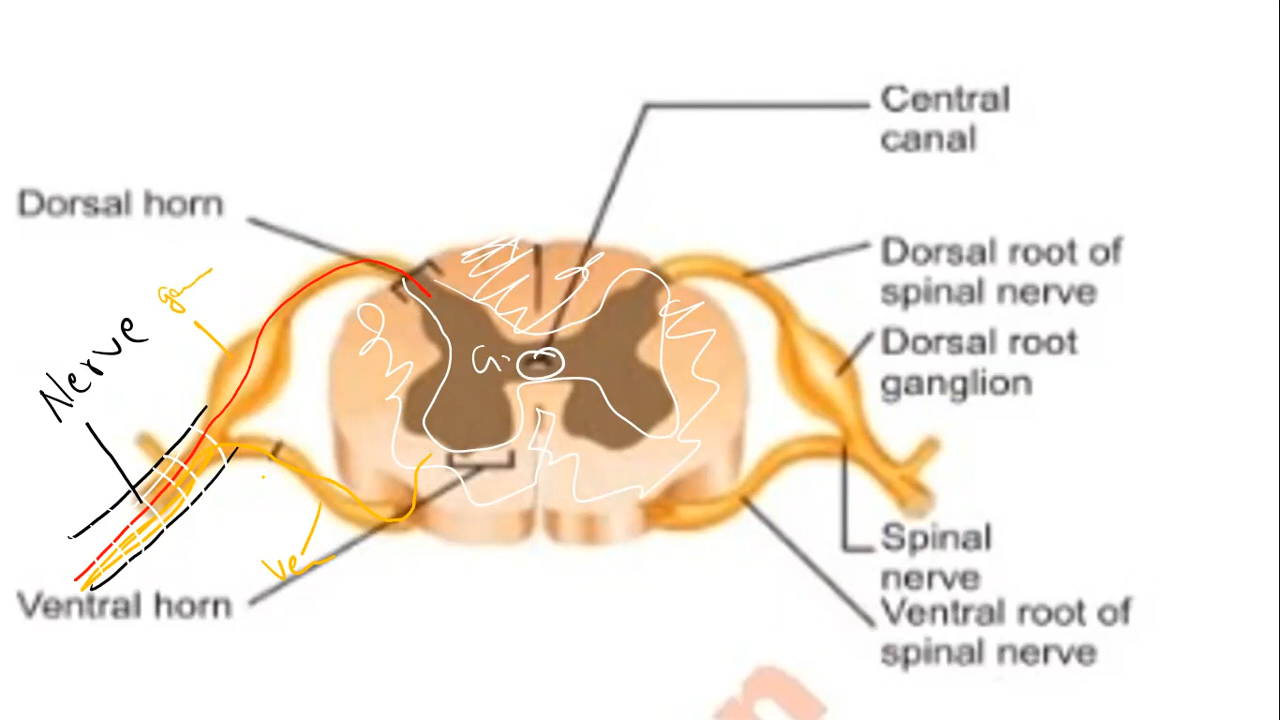 Central
canal
Dorsal horn
Dorsal root of
spinal nerve
Dorsal root
ganglion
Nerve
Spinal
nerve
Ventral horn
Ventral root of
spinal nerve
n